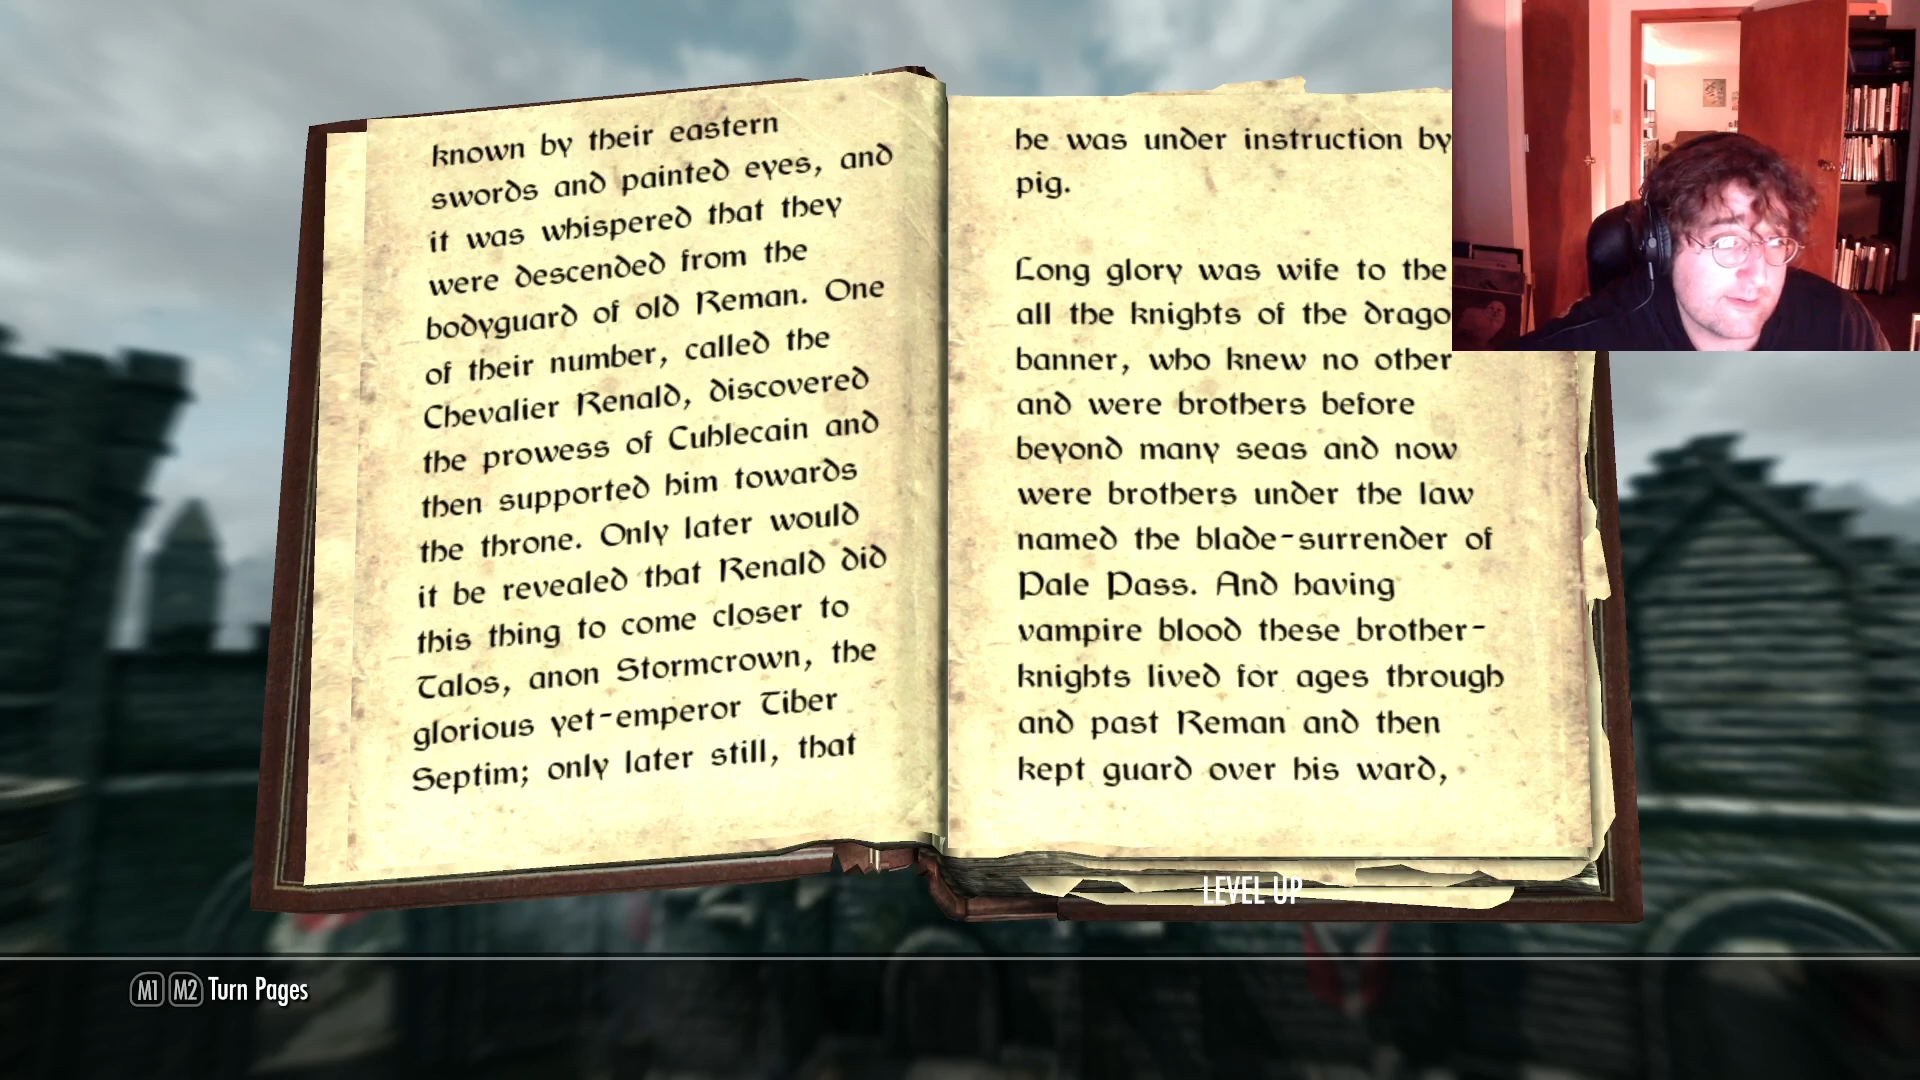 known by their eastern
swords and painted eyes, and
it was whispered that they
were descended from the
bodyguard of old Reman. One
of their number, called the
Chevalier Renald, discovered
the prowess of Cuhlecain and
then supported him towards
the throne. Only later would
it be revealed that Renald did
this thing to come closer to
Talos, anon Stormcrown, the
glorious yet-emperor Tiber
Septim; only later still, that
he was under instruction by
pig.
Long glory was wife to the
all the knights of the drago
banner, who knew no other
and were brothers before
beyond many seas and now
were brothers under the law
named the blade-surrender of
Pale Pass. And having
vampire blood these brother-
knights lived for ages through
and past Reman and then
kept guard over his ward,
LEVEL UP
M1 M2 Turn Pages